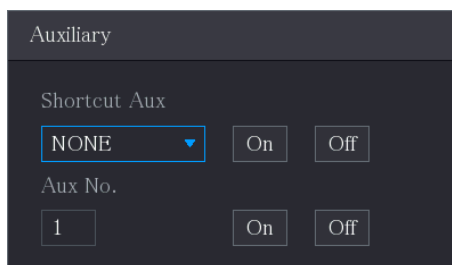 Auxiliary
Shortcut Aux
NONE On Off
Aux No.
1 On Off